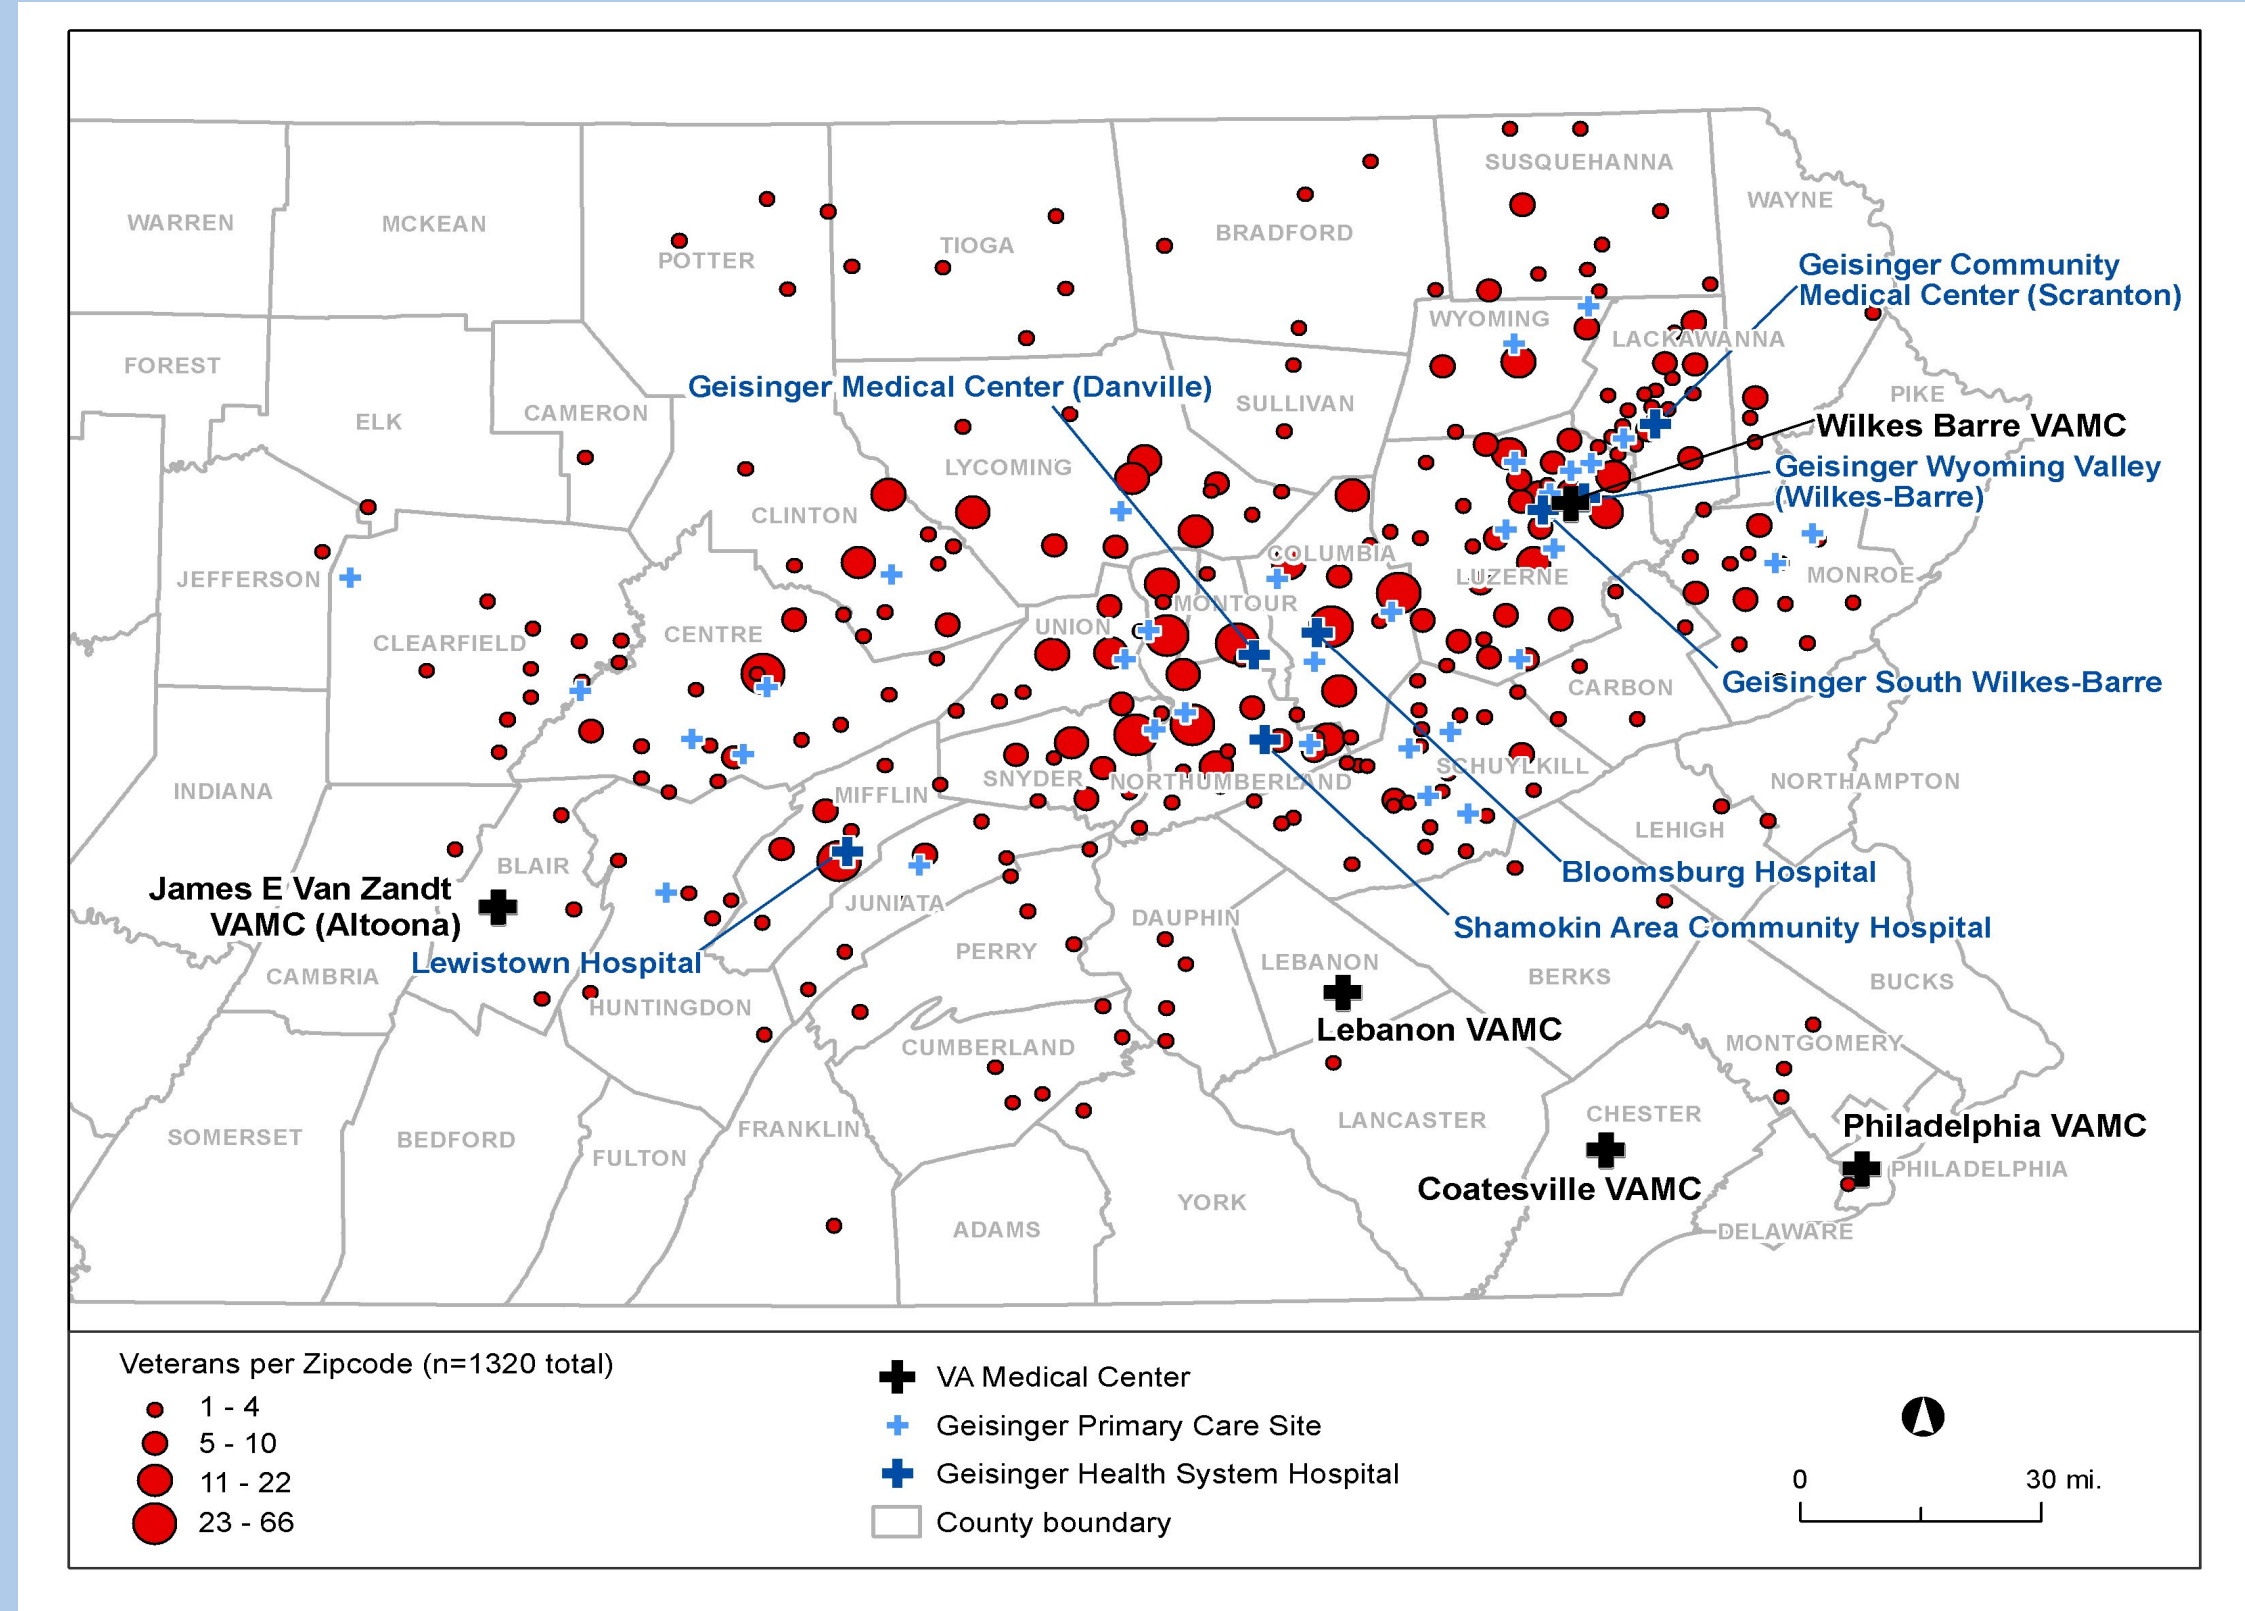 SUSQUEHANNA
WAYNE
WARREN
MCKEAN
POTTER
TIOGA
BRADFORD
Geisinger Community
Medical Center (Scranton)
WYOMING
LACKAWANNA
FOREST
Geisinger Medical Center (Danville)
SULLIVAN
PIKE
ELK
CAMERON
Wilkes Barre VAMC
LYCOMING
Geisinger Wyoming Valley
(Wilkes-Barre)
CLINTON
COLUMBIA
JEFFERSON
LUZERNE
MONROE
MONTOUR
UNION
CLEARFIELD
CENTRE
CARBON
Geisinger South Wilkes-Barre
INDIANA
SNYDER
NORTHUMBERLAND
SCHUYLKILL
NORTHAMPTON
MIFFLIN
LEHIGH
BLAIR
Bloomsburg Hospital
James E Van Zandt
VAMC (Altoona)
JUNIATA
DAUPHIN
Shamokin Area Community Hospital
PERRY
Lewistown Hospital
CAMBRIA
LEBANON
BERKS
BUCKS
HUNTINGDON
Lebanon VAMC
CUMBERLAND
MONTGOMERY
SOMERSET
BEDFORD
FULTON
FRANKLIN
LANCASTER
CHESTER
Philadelphia VAMC
PHILADELPHIA
Coatesville VAMC
YORK
ADAMS
DELAWARE
Veterans per Zipcode (n=1320 total)
1 - 4
5 - 10
11 - 22
23 - 66
VA Medical Center
Geisinger Primary Care Site
Geisinger Health System Hospital
County boundary
0 30 mi.